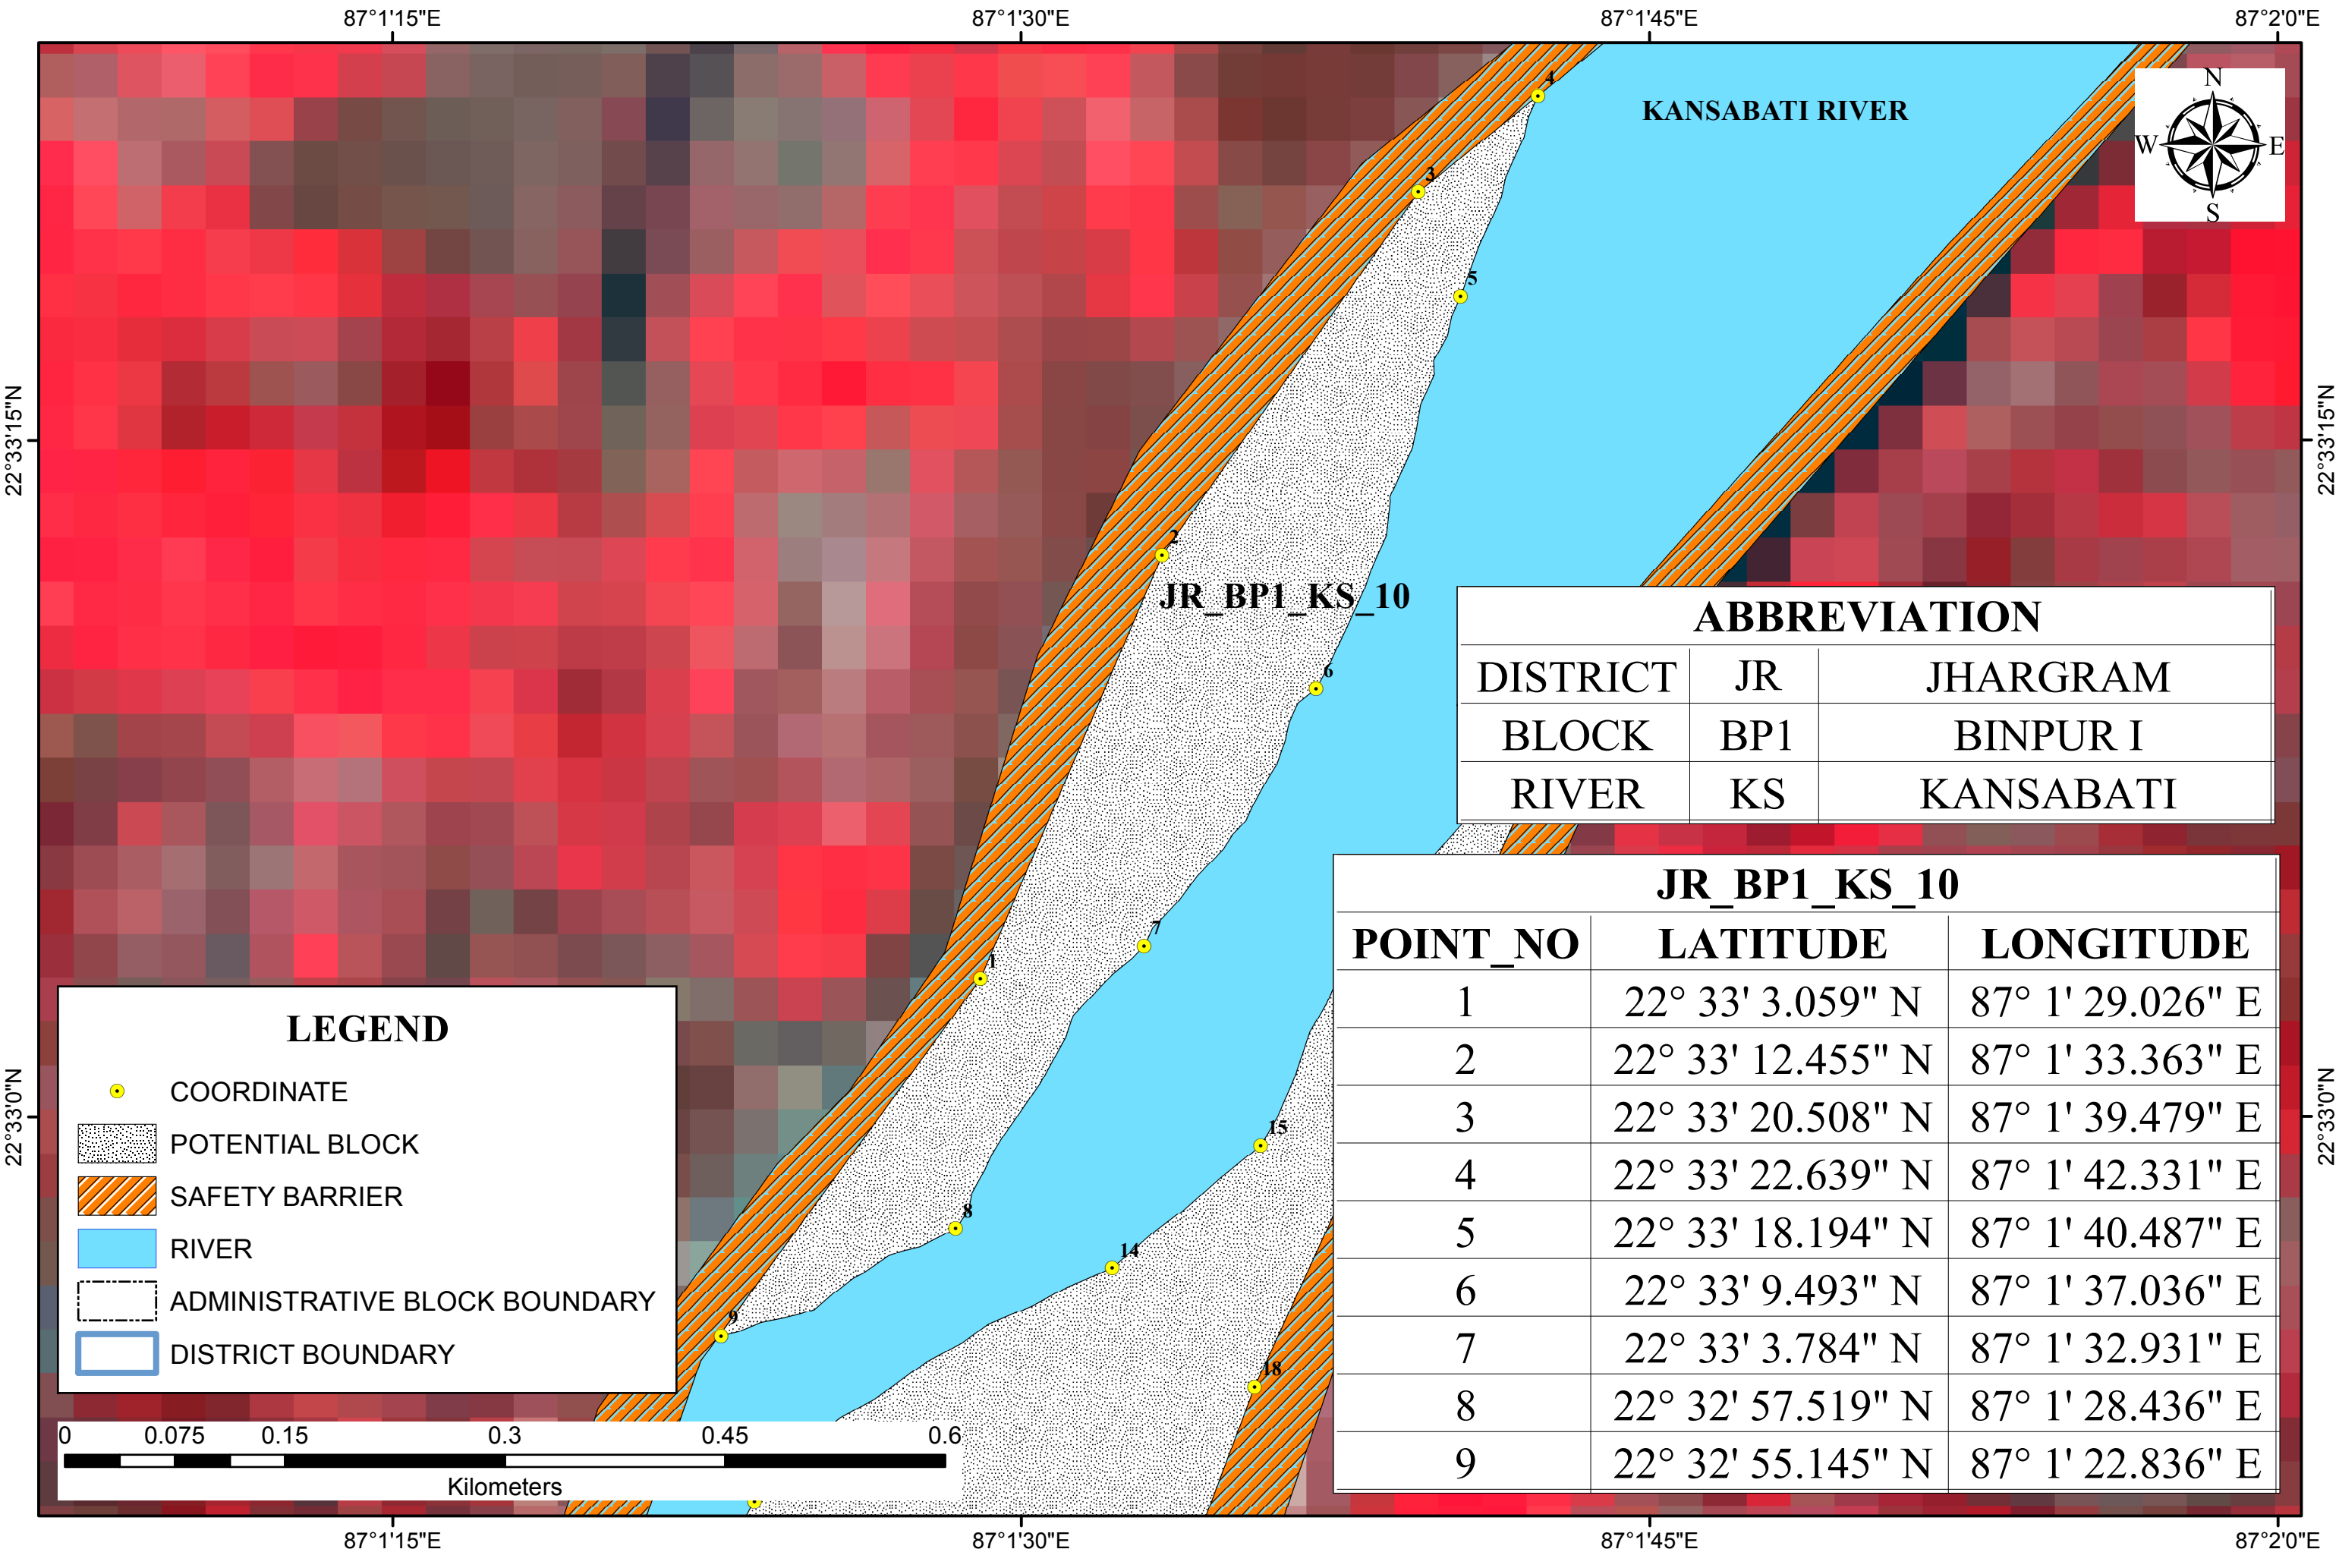 87°1'15"E 87°1'30"E 87°1'45"E 87°2'0"E
4
KANSABATI RIVER
N
W E
S
3
5
22°33'15"N 22°33'15"N
2
JR_BP1_KS_10
6
7
1
ABBREVIATION
DISTRICT JR JHARGRAM
BLOCK BP1 BINPUR I
RIVER KS KANSABATI
JR_BP1_KS_10
POINT_NO LATITUDE LONGITUDE
1 22° 33' 3.059" N 87° 1' 29.026" E
2 22° 33' 12.455" N 87° 1' 33.363" E
3 22° 33' 20.508" N 87° 1' 39.479" E
4 22° 33' 22.639" N 87° 1' 42.331" E
5 22° 33' 18.194" N 87° 1' 40.487" E
6 22° 33' 9.493" N 87° 1' 37.036" E
7 22° 33' 3.784" N 87° 1' 32.931" E
8 22° 32' 57.519" N 87° 1' 28.436" E
9 22° 32' 55.145" N 87° 1' 22.836" E
22°33'0"N 22°33'0"N
15
8
14
9
18
LEGEND
COORDINATE
POTENTIAL BLOCK
SAFETY BARRIER
RIVER
ADMINISTRATIVE BLOCK BOUNDARY
DISTRICT BOUNDARY
0 0.075 0.15 0.3 0.45 0.6
Kilometers
87°1'15"E 87°1'30"E 87°1'45"E 87°2'0"E